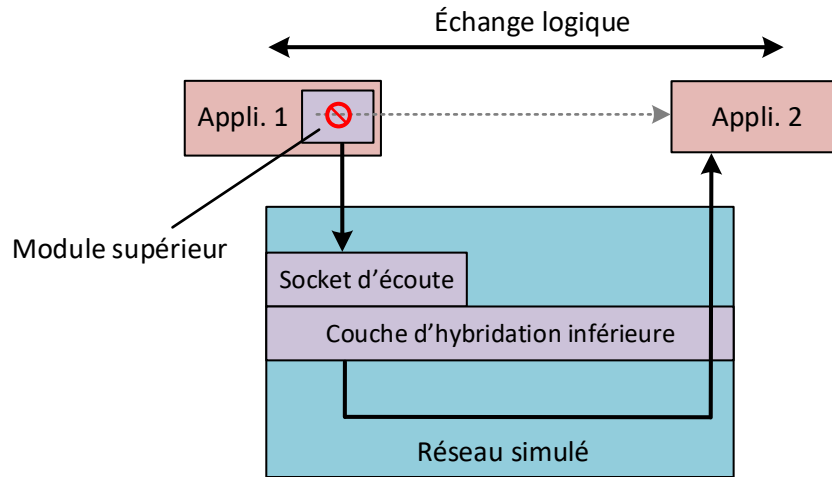 Échange logique
Appli. 1
Appli. 2
Module supérieur
Socket d’écoute
Couche d’hybridation inférieure
Réseau simulé